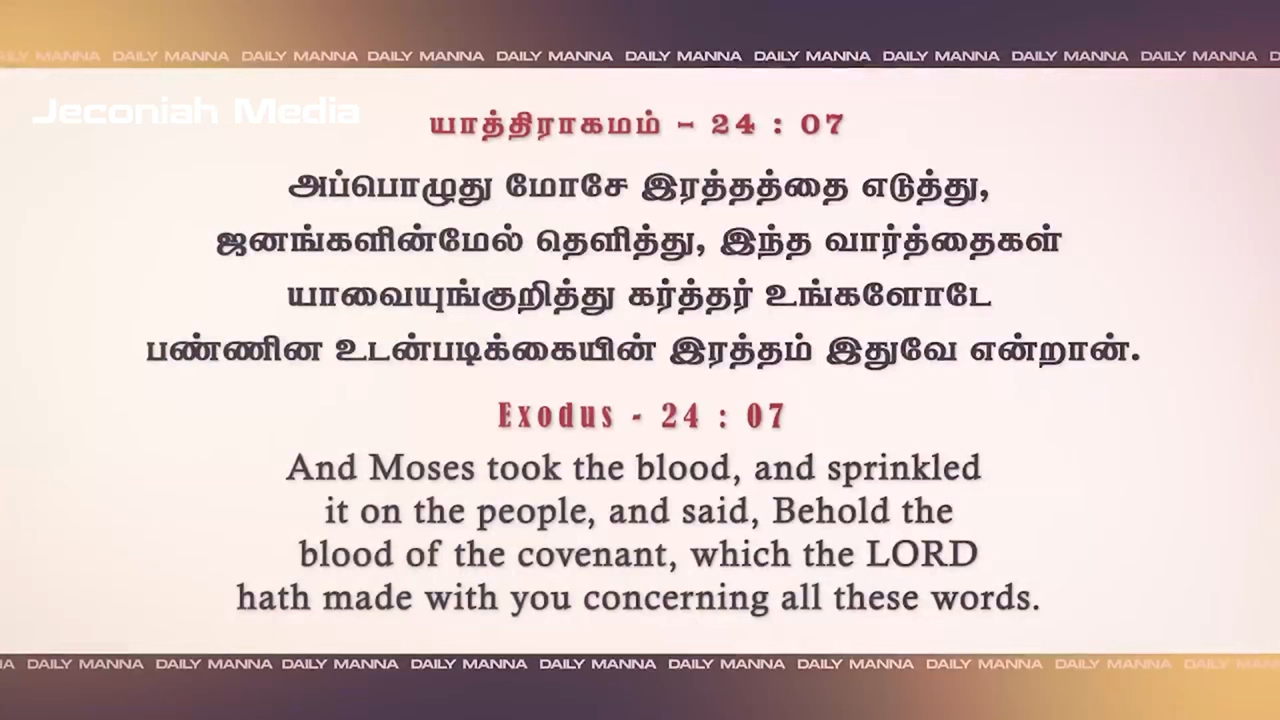 DAILY MANNA DAILY MANNA DAILY MANNA DAILY MANNA DAILY MANNA DAILY MANNA DAILY MANNA DAILY MANNA DAILY MANNA
Jeconiah Media
யாத்திராகமம் - 24 : 07
அப்பொழுது மோசே இரத்தத்தை எடுத்து,
ஜனங்களின்மேல் தெளித்து, இந்த வார்த்தைகள்
யாவையுங்குறித்து கர்த்தர் உங்களோடே
பண்ணின உடன்படிக்கையின் இரத்தம் இதுவே என்றான்.
Exodus - 24 : 07
And Moses took the blood, and sprinkled
it on the people, and said, Behold the
blood of the covenant, which the LORD
hath made with you concerning all these words.
DAILY MANNA DAILY MANNA DAILY MANNA DAILY MANNA DAILY MANNA DAILY MANNA DAILY MANNA DAILY MANNA DAILY MANNA